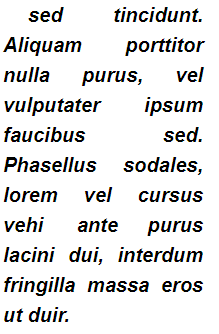 sed tincidunt.
Aliquam porttitor
nulla purus, vel
vulputater ipsum
faucibus sed.
Phasellus sodales,
lorem vel cursus
vehi ante purus
lacini dui, interdum
fringilla massa eros
ut duir.